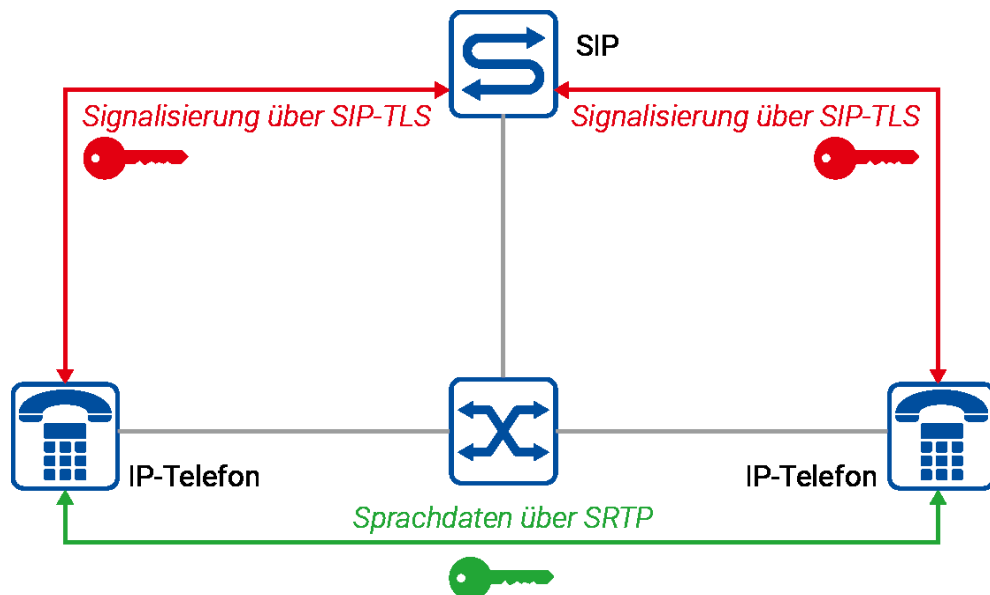 SIP
Signalisierung über SIP-TLS
Signalisierung über SIP-TLS
IP-Telefon
IP-Telefon
Sprachdaten über SRTP